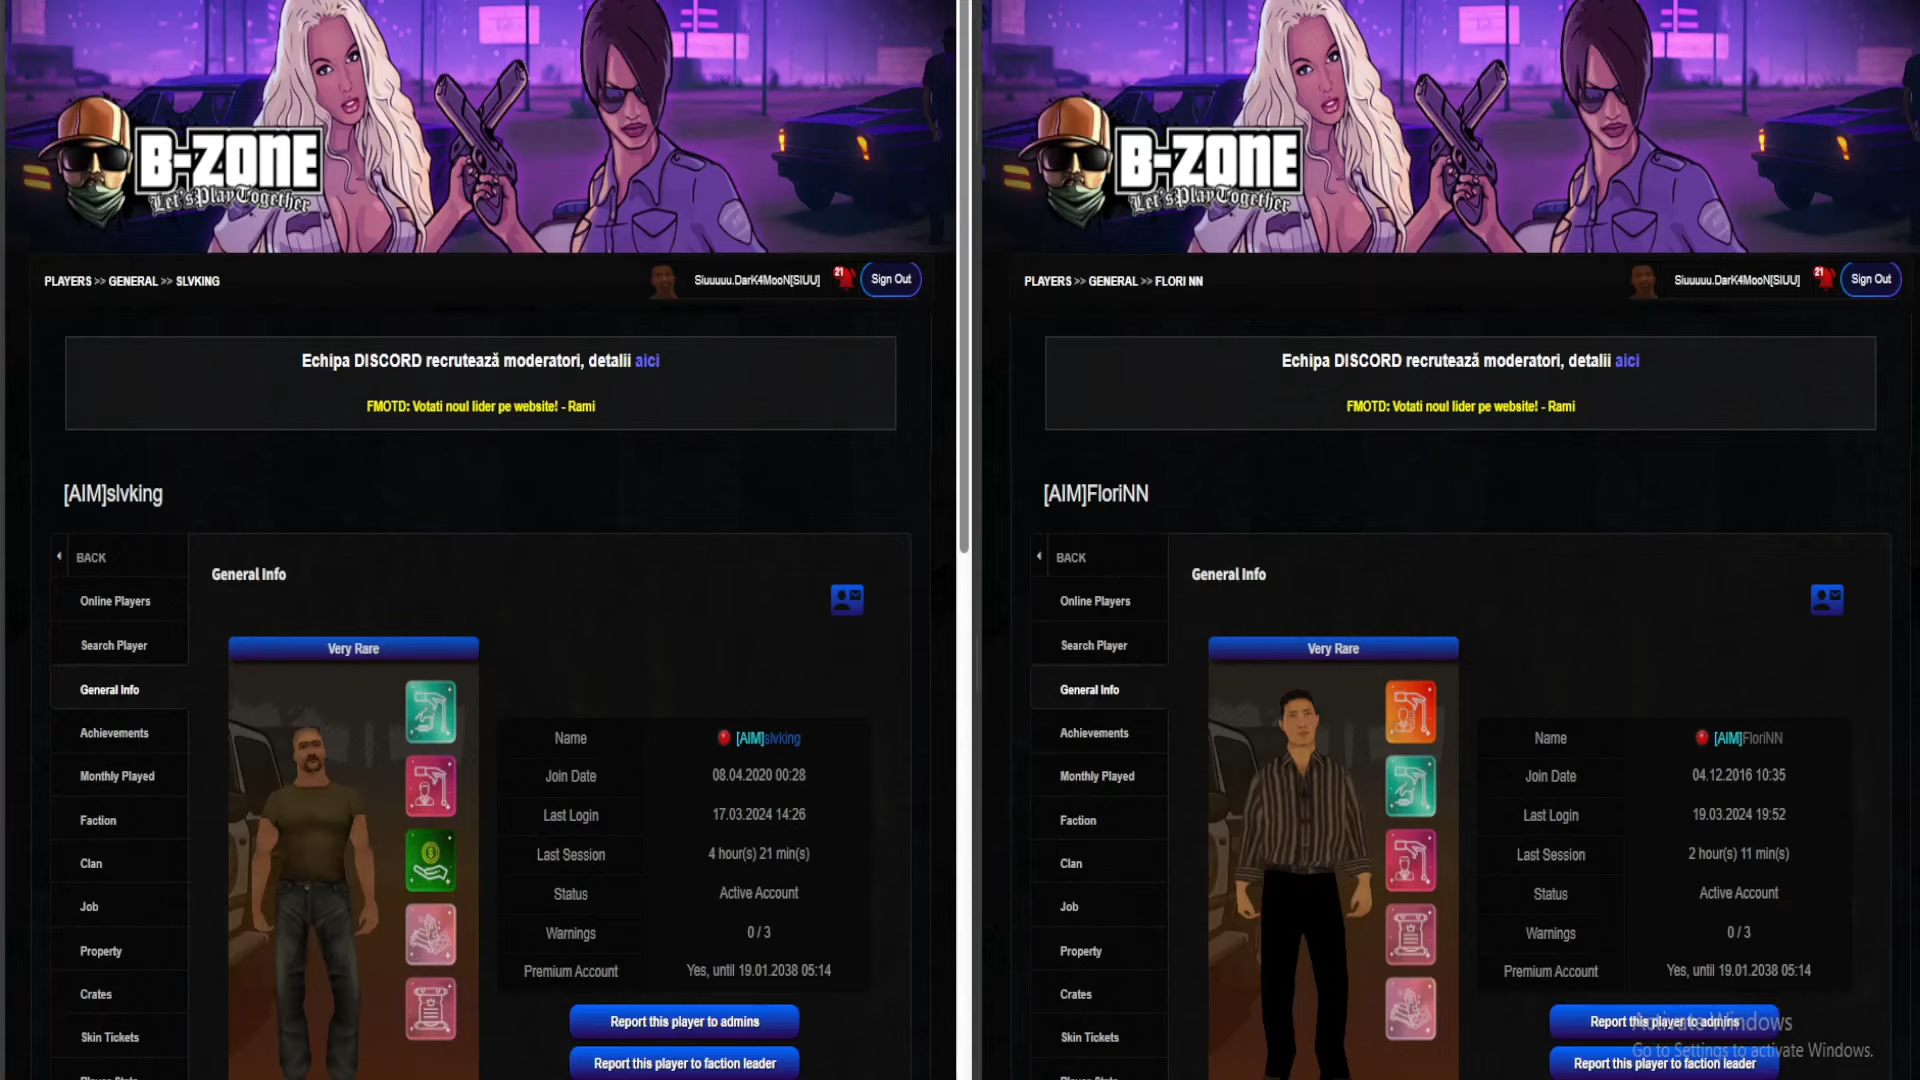 B-ZONE
Let'sPlayTogether
PLAYERS >> GENERAL >> SLVKING
Siuuuuu.DarK4MooN[SIUU]
21
Sign Out
Echipa DISCORD recrutează moderatori, detalii aici
FMOTD: Votati noul lider pe website! - Rami
[AIM]slvking
BACK
Online Players
Search Player
General Info
Achievements
Monthly Played
Faction
Clan
Job
Property
Crates
Skin Tickets
General Info
Very Rare
Name [AIM]slvking
Join Date 08.04.2020 00:28
Last Login 17.03.2024 14:26
Last Session 4 hour(s) 21 min(s)
Status Active Account
Warnings 0 / 3
Premium Account Yes, until 19.01.2038 05:14
Report this player to admins
Report this player to faction leader
B-ZONE
Let'sPlayTogether
PLAYERS >> GENERAL >> FLORI NN
Siuuuuu.DarK4MooN[SIUU]
21
Sign Out
Echipa DISCORD recrutează moderatori, detalii aici
FMOTD: Votati noul lider pe website! - Rami
[AIM]FloriNN
BACK
Online Players
Search Player
General Info
Achievements
Monthly Played
Faction
Clan
Job
Property
Crates
Skin Tickets
General Info
Very Rare
Name [AIM]FloriNN
Join Date 04.12.2016 10:35
Last Login 19.03.2024 19:52
Last Session 2 hour(s) 11 min(s)
Status Active Account
Warnings 0 / 3
Premium Account Yes, until 19.01.2038 05:14
Report this player to admins
Report this player to faction leader
Activate Windows
Go to Settings to activate Windows.